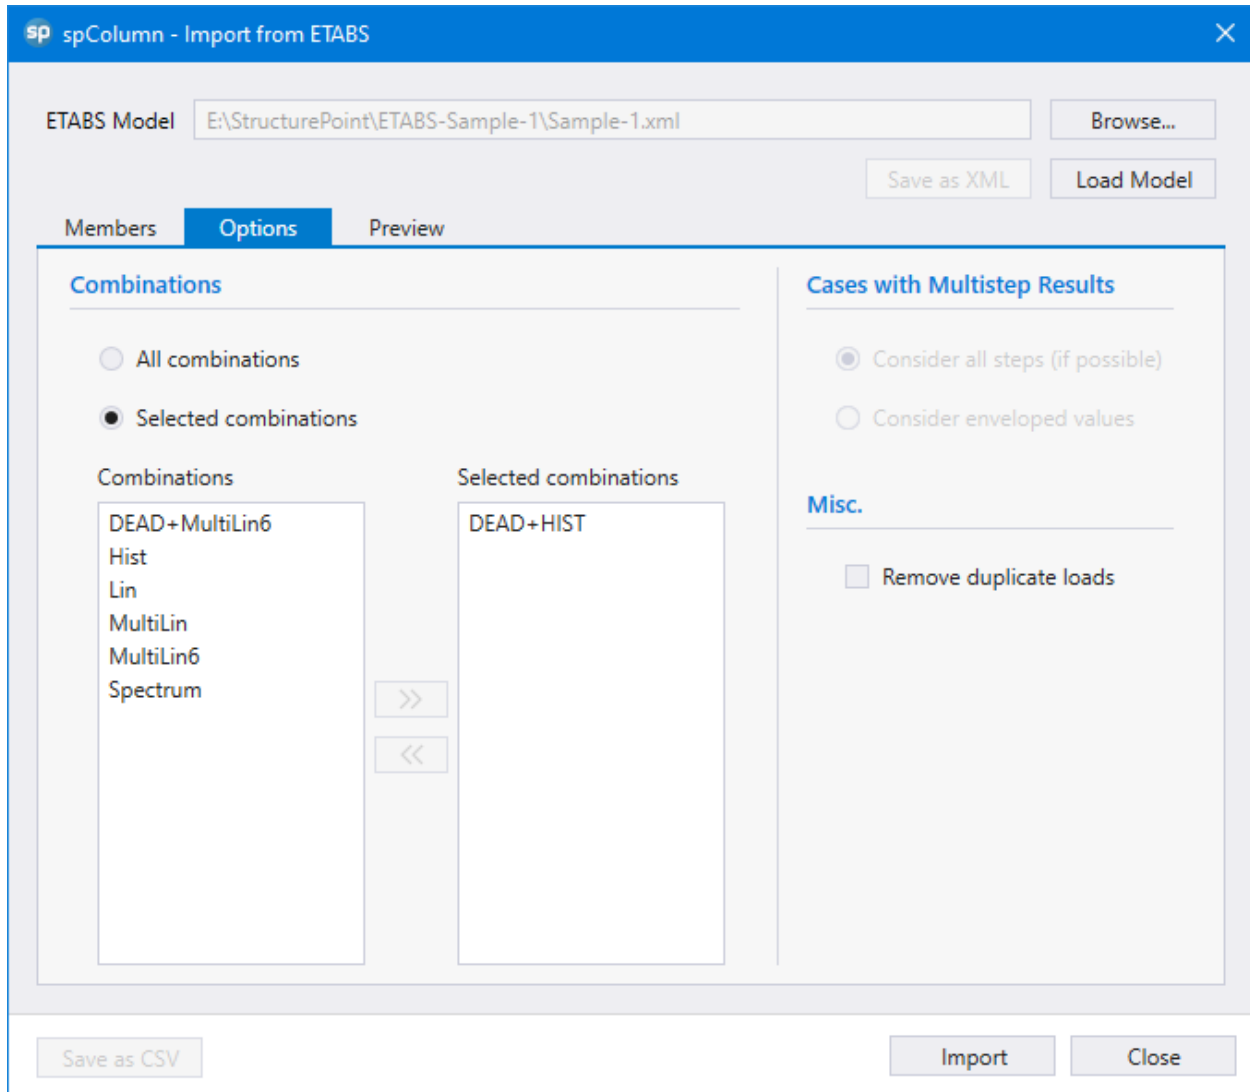 sp spColumn - Import from ETABS
ETABS Model E:\StructurePoint\ETABS-Sample-1\Sample-1.xml Browse...
Save as XML Load Model
Members Options Preview
Combinations
All combinations
Selected combinations
Combinations
DEAD+MultiLin6
Hist
Lin
MultiLin
MultiLin6
Spectrum
>>
<<
Selected combinations
DEAD+HIST
Cases with Multistep Results
Consider all steps (if possible)
Consider enveloped values
Misc.
Remove duplicate loads
Save as CSV Import Close